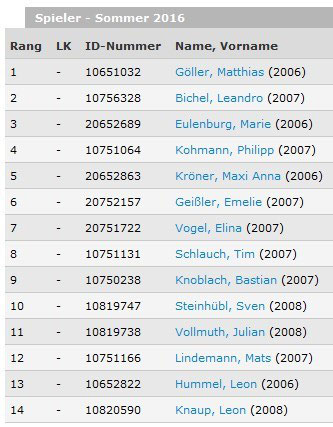 Spieler - Sommer 2016
Rang LK ID-Nummer Name, Vorname
1 - 10651032 Göller, Matthias (2006)
2 - 10756328 Bichel, Leandro (2007)
3 - 20652689 Eulenburg, Marie (2006)
4 - 10751064 Kohmann, Philipp (2007)
5 - 20652863 Kröner, Maxi Anna (2006)
6 - 20752157 Geißler, Emelie (2007)
7 - 20751722 Vogel, Elina (2007)
8 - 10751131 Schlauch, Tim (2007)
9 - 10750238 Knoblach, Bastian (2007)
10 - 10819747 Steinhübl, Sven (2008)
11 - 10819738 Vollmuth, Julian (2008)
12 - 10751166 Lindemann, Mats (2007)
13 - 10652822 Hummel, Leon (2006)
14 - 10820590 Knaup, Leon (2008)